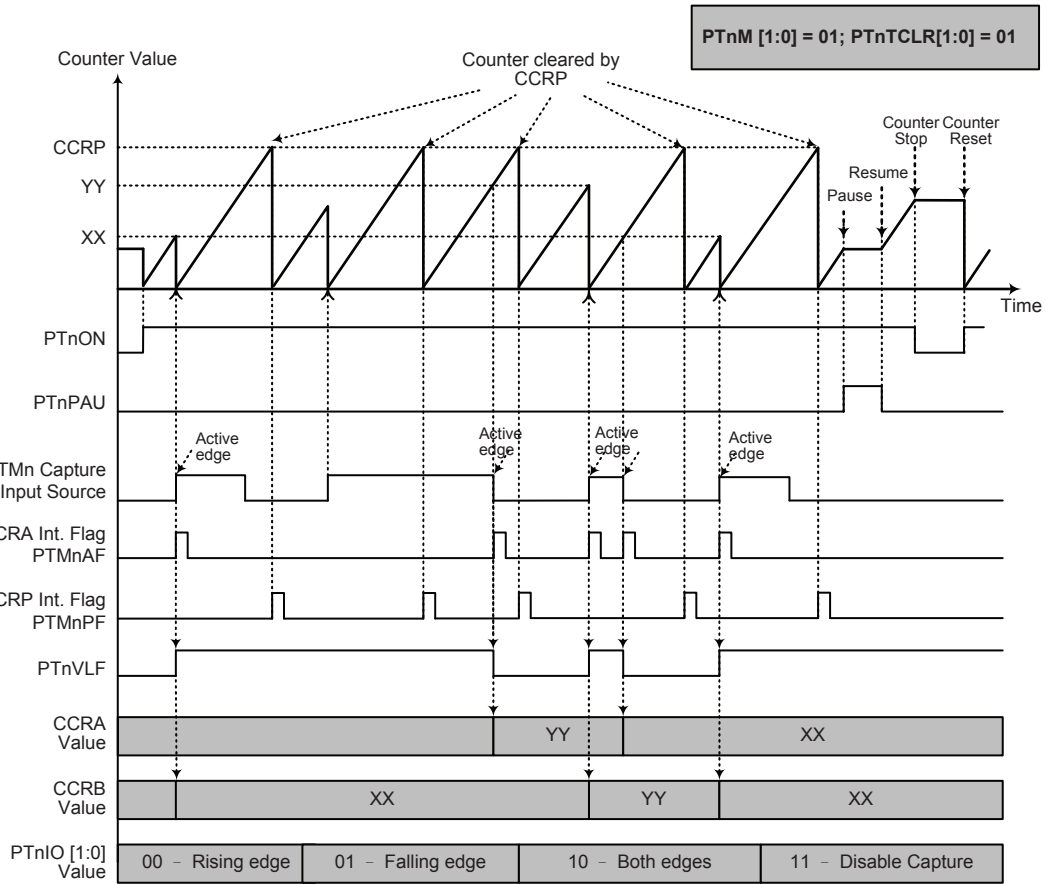 PTnM [1:0] = 01; PTnTCLR[1:0] = 01
Counter Value
Counter cleared by
CCRP
CCRP
YY
XX
Counter
Stop
Counter
Reset
Resume
Pause
Time
PTnON
PTnPAU
Active
edge
Active
edge
Active
edge
Active
edge
TMn Capture
Input Source
CRA Int. Flag
PTMnAF
CRP Int. Flag
PTMnPF
PTnVLF
CCRA
Value
YY
XX
CCRB
Value
XX
YY
XX
PTnIO [1:0]
Value
00 – Rising edge
01 – Falling edge
10 – Both edges
11 – Disable Capture